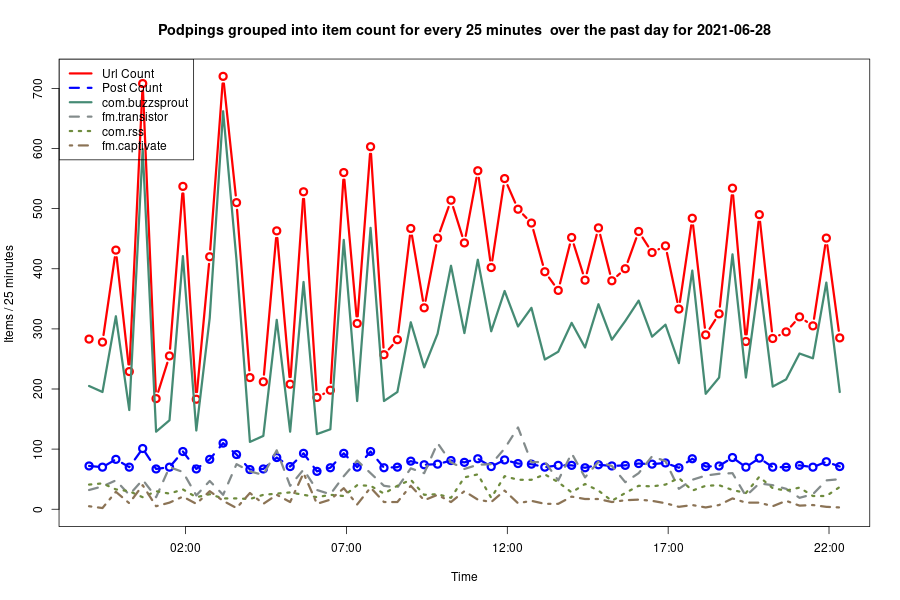 Podpings grouped into item count for every 25 minutes  over the past day for 2021-06-28
Url Count
Post Count
com.buzzsprout
fm.transistor
com.rss
fm.captivate
Items / 25 minutes
700
600
500
400
300
200
100
0
02:00 07:00 12:00 17:00 22:00
Time